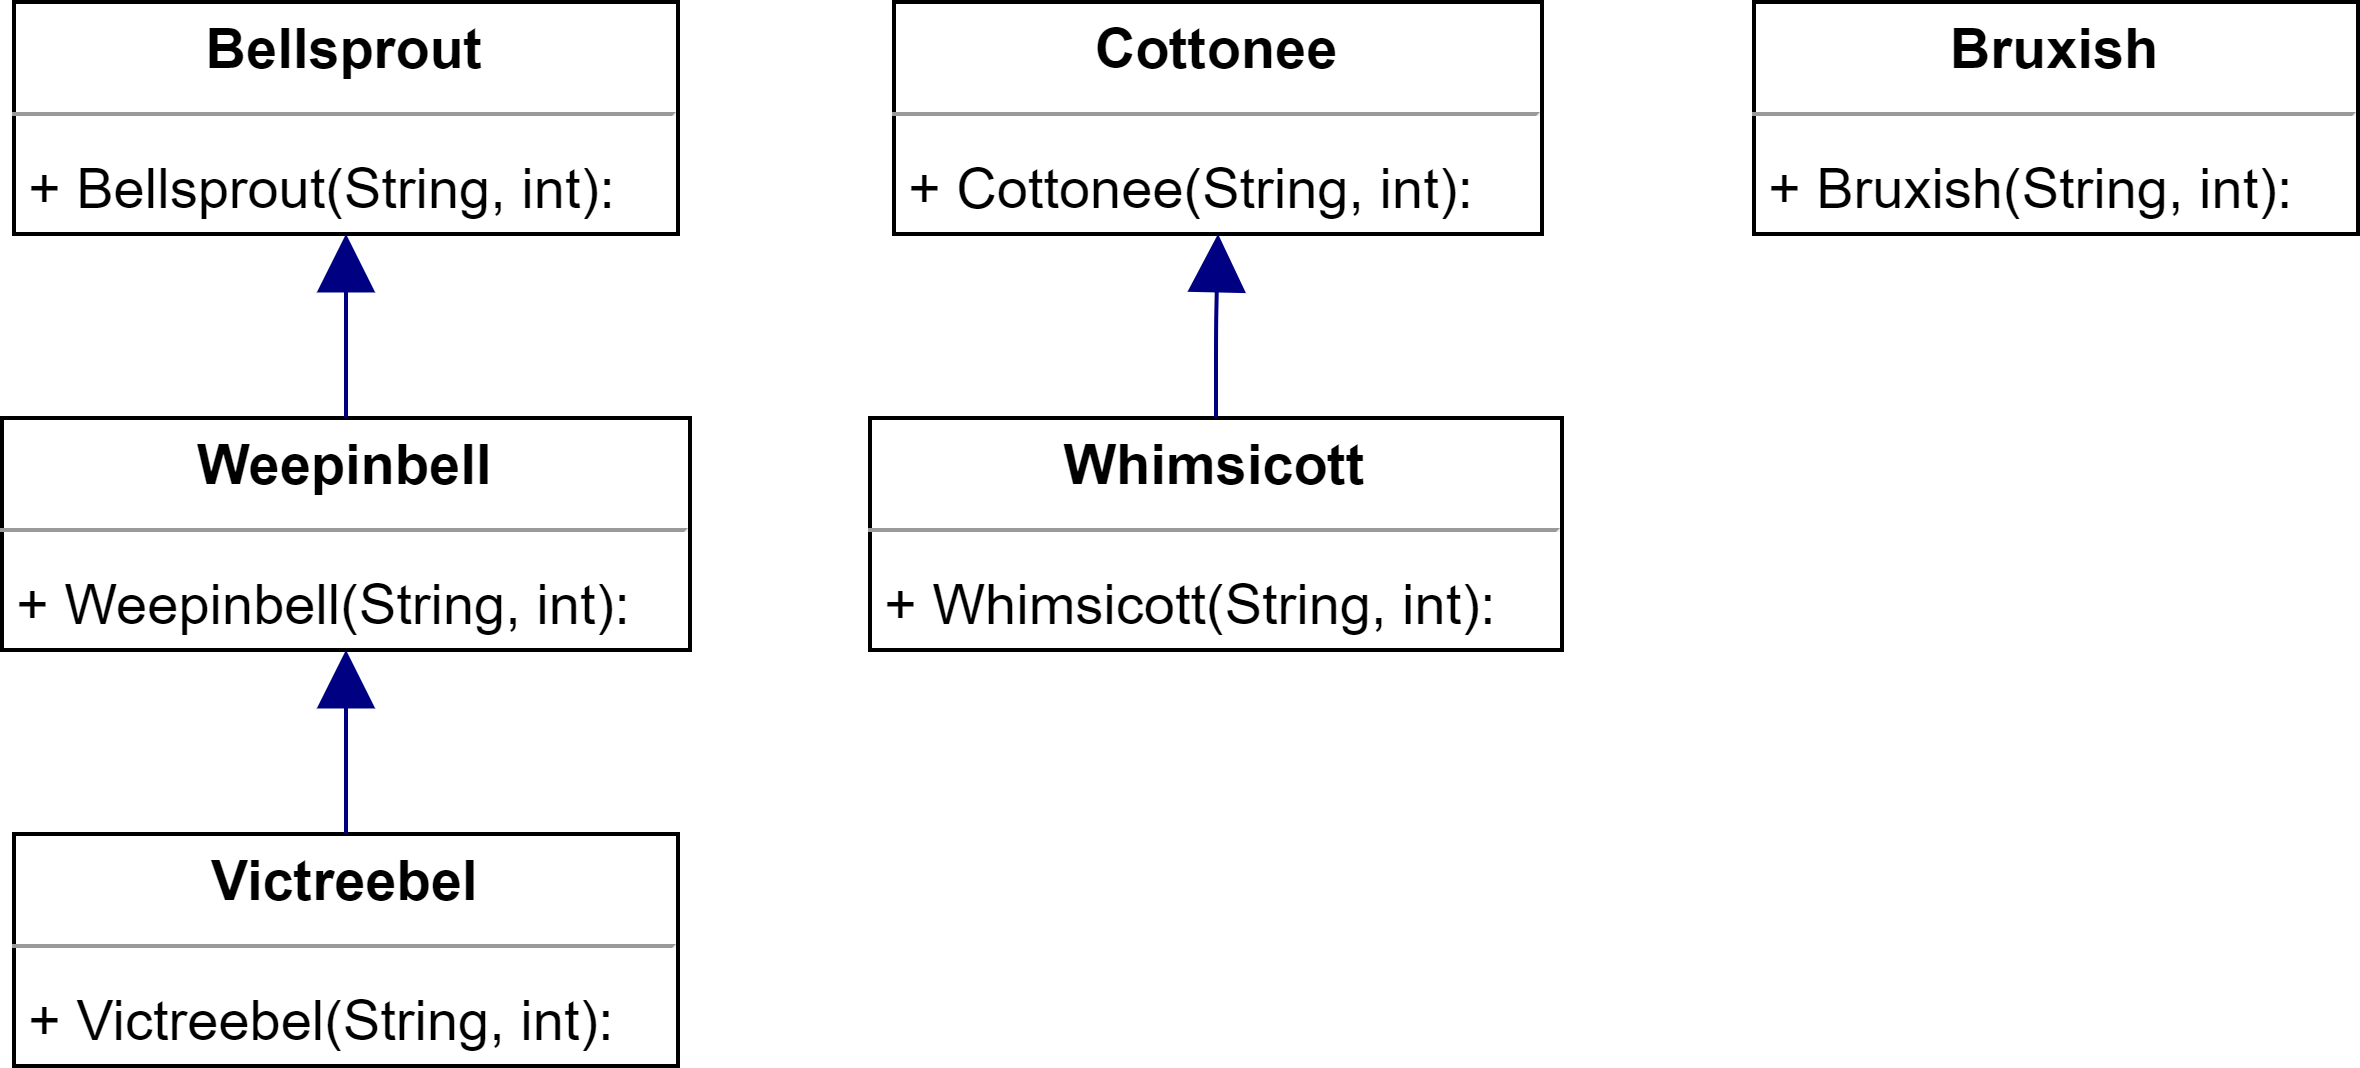 Bellsprout
+ Bellsprout(String, int):
Cottonee
+ Cottonee(String, int):
Bruxish
+ Bruxish(String, int):
Weepinbell
+ Weepinbell(String, int):
Whimsicott
+ Whimsicott(String, int):
Victreebel
+ Victreebel(String, int):